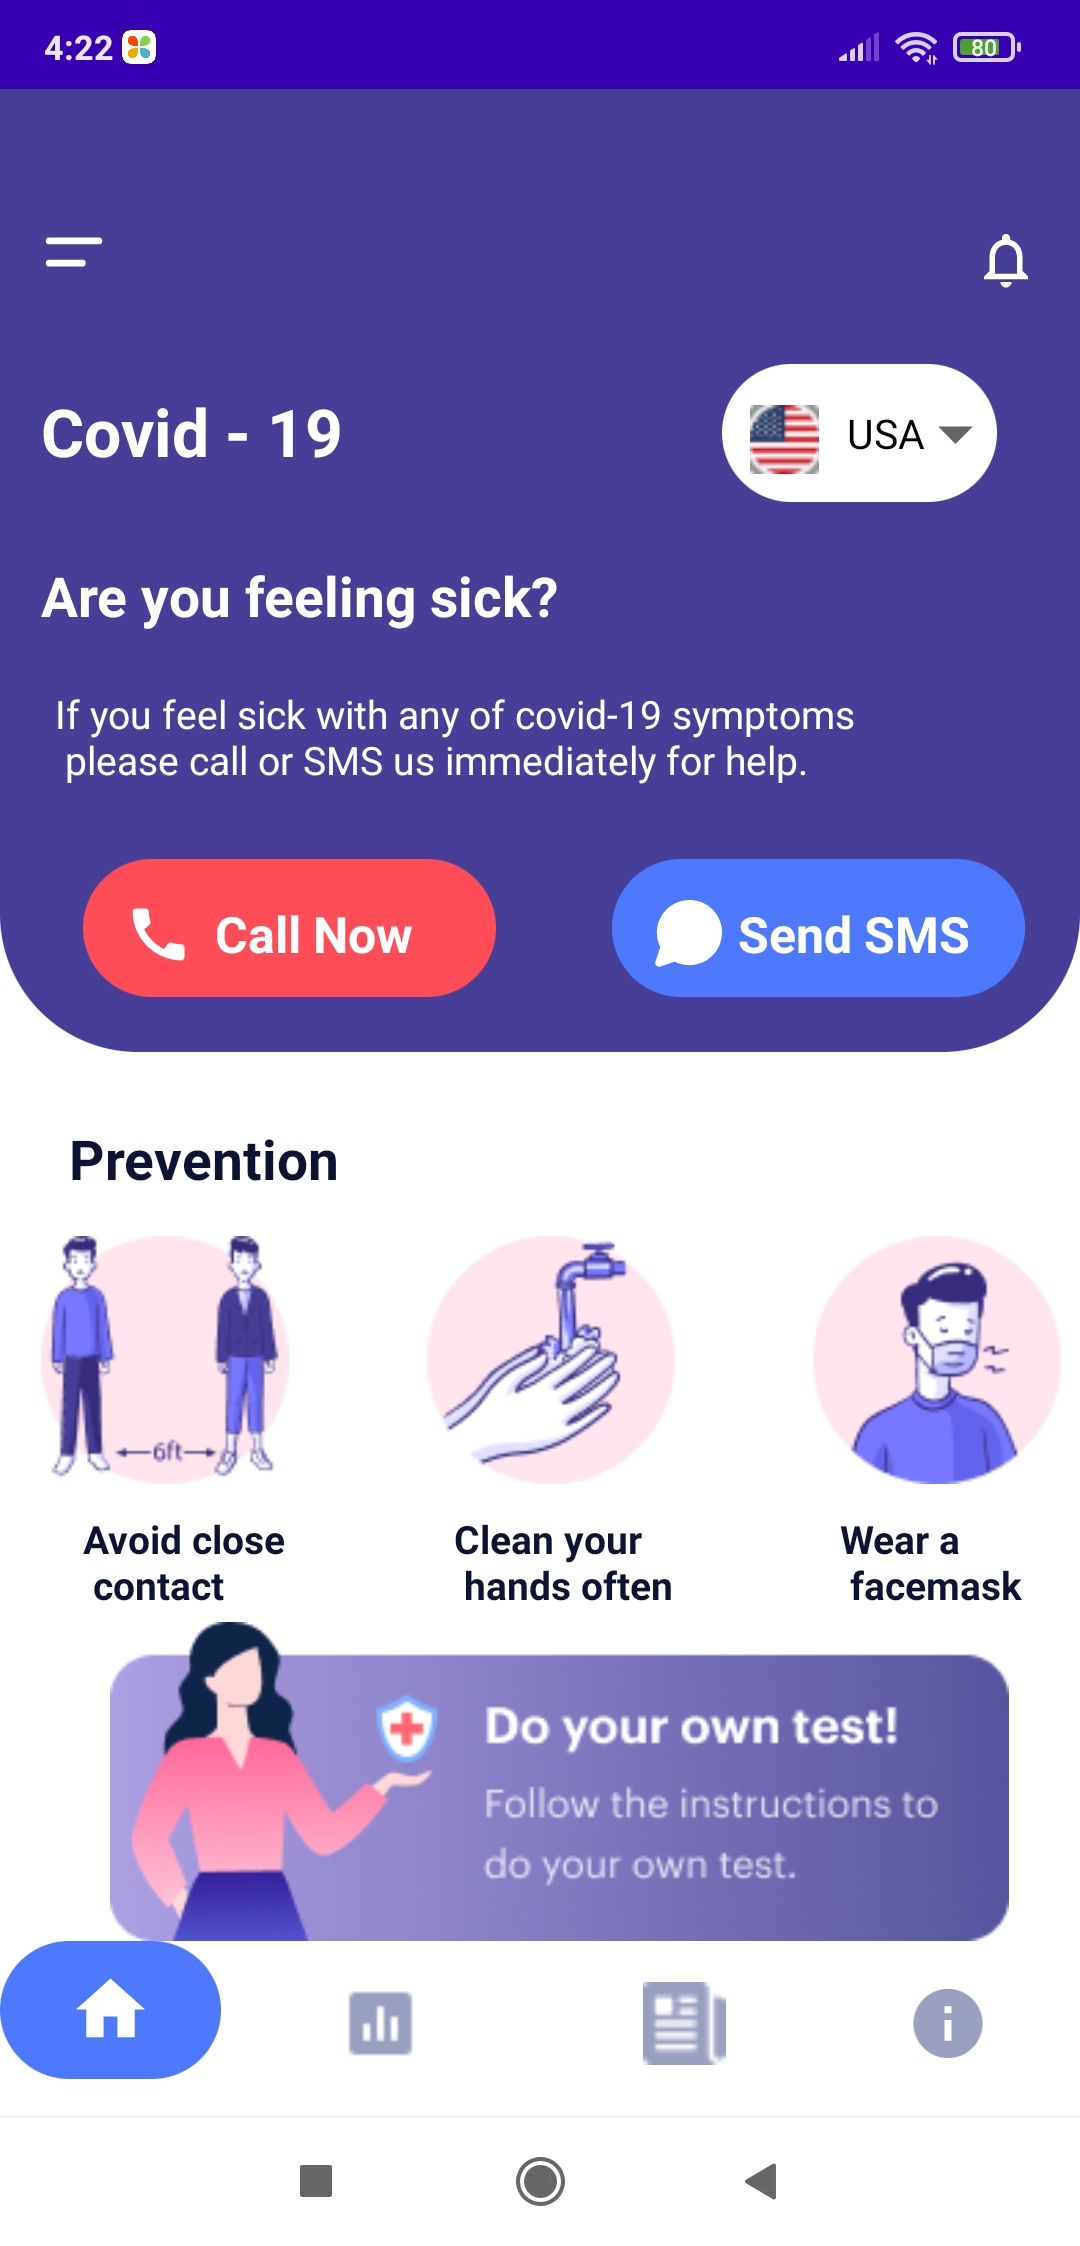 4:22
80
Covid - 19
USA
Are you feeling sick?
If you feel sick with any of covid-19 symptoms
please call or SMS us immediately for help.
Call Now
Send SMS
Prevention
6ft
Avoid close
contact
Clean your
hands often
Wear a
facemask
Do your own test!
Follow the instructions to
do your own test.